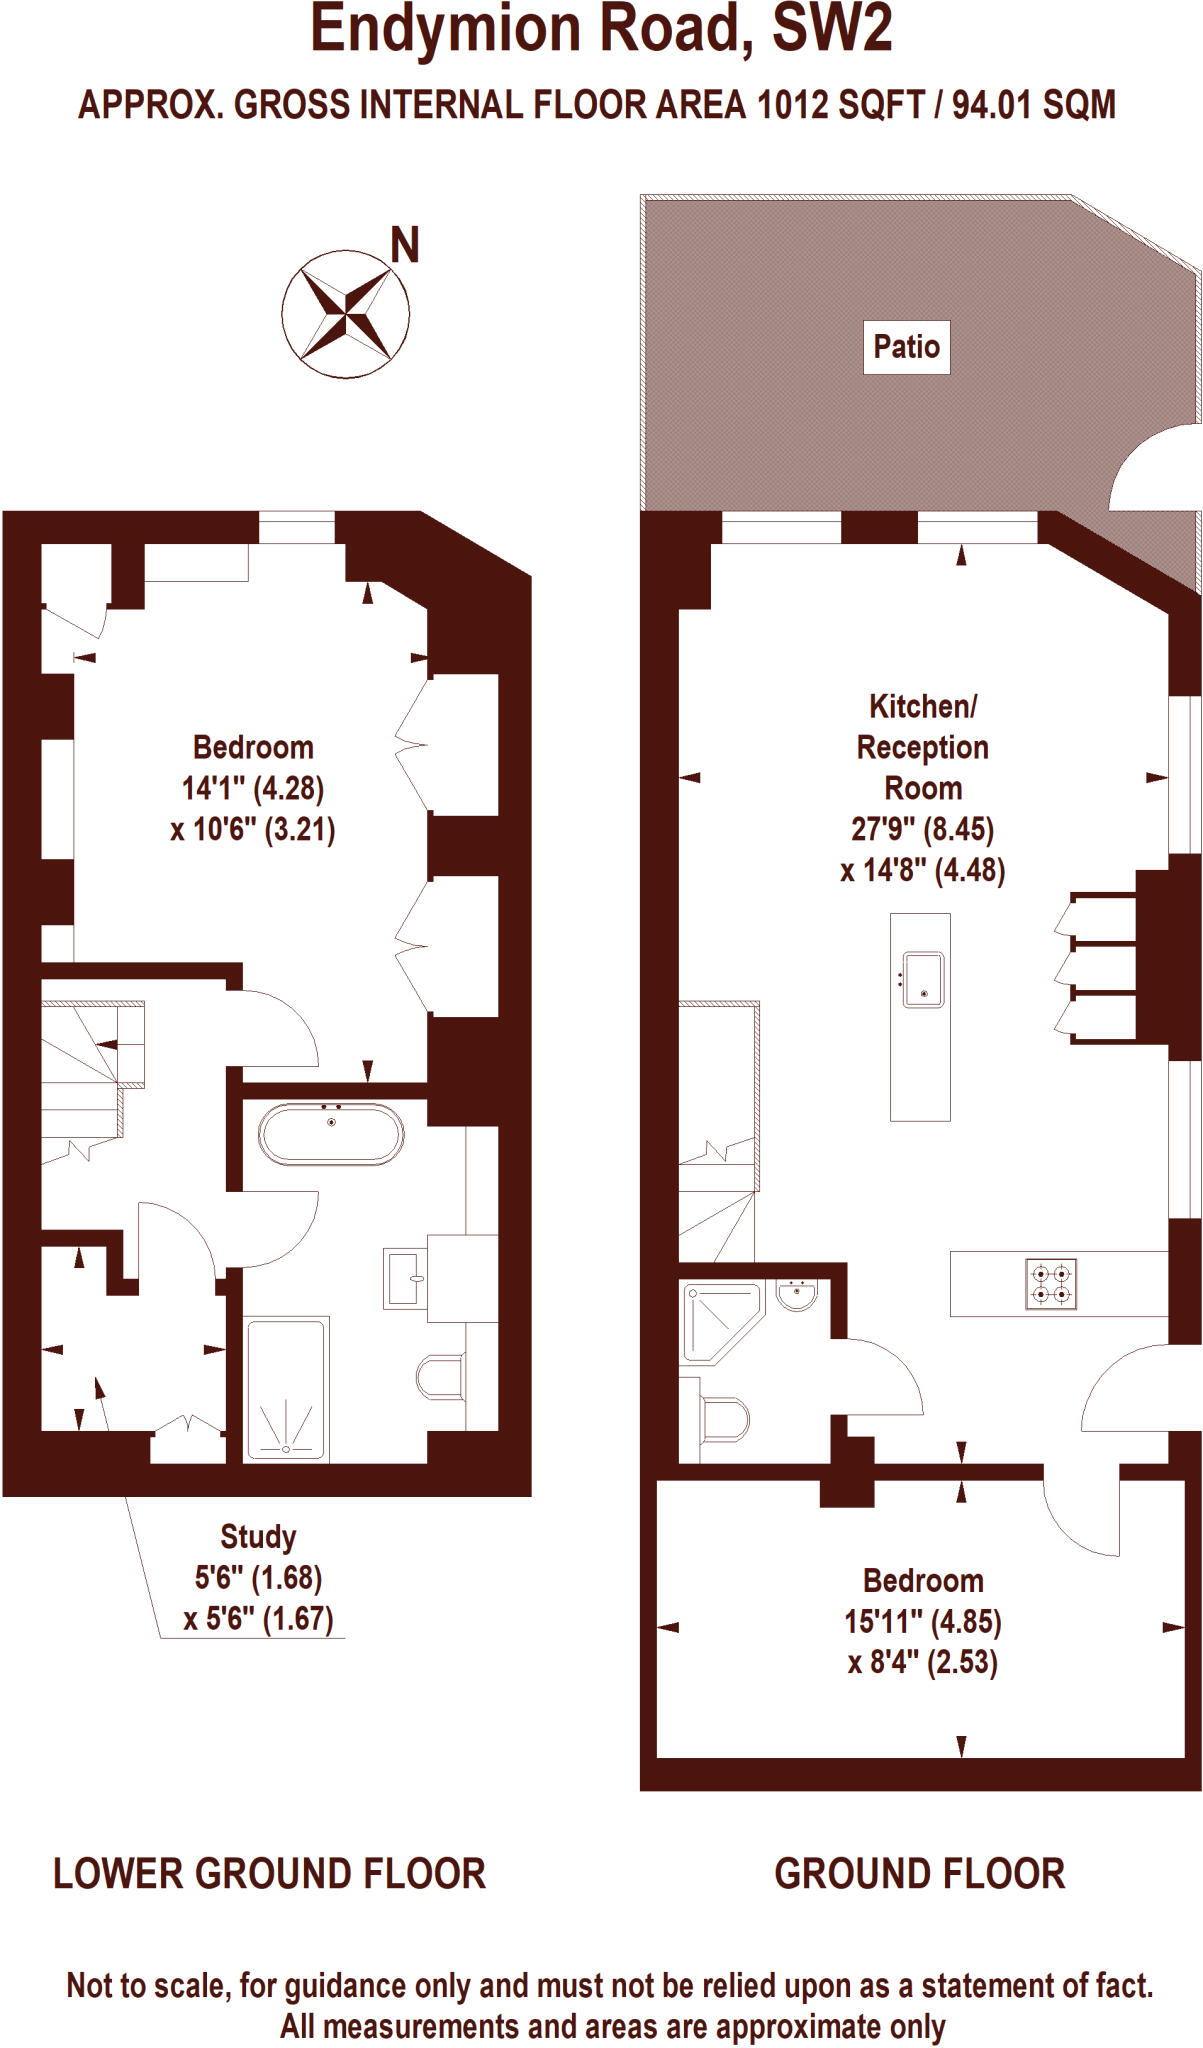 Endymion Road, SW2
APPROX. GROSS INTERNAL FLOOR AREA 1012 SQFT / 94.01 SQM
N
Patio
Kitchen/
Reception
Room
27'9" (8.45)
x 14'8" (4.48)
Bedroom
14'1" (4.28)
x 10'6" (3.21)
Study
5'6" (1.68)
x 5'6" (1.67)
Bedroom
15'11" (4.85)
x 8'4" (2.53)
LOWER GROUND FLOOR
GROUND FLOOR
Not to scale, for guidance only and must not be relied upon as a statement of fact.
All measurements and areas are approximate only